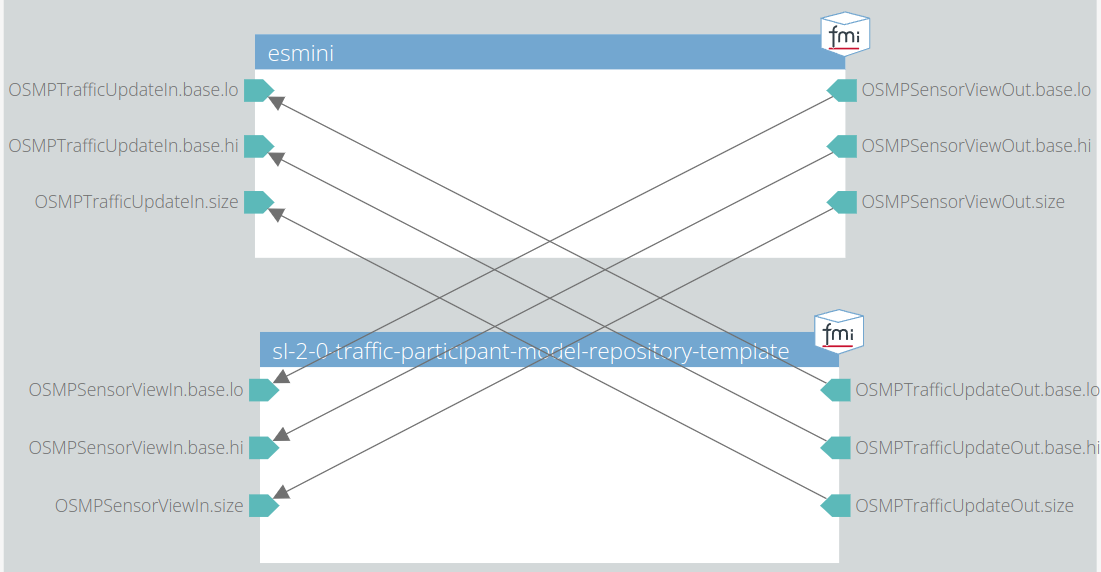 fmi
esmini
OSMPTrafficUpdateIn.base.lo
OSMPSensorViewOut.base.lo
OSMPTrafficUpdateIn.base.hi
OSMPSensorViewOut.base.hi
OSMPTrafficUpdateIn.size
OSMPSensorViewOut.size
fmi
sl-2-0-traffic-participant-model-repository-template
OSMPSensorViewIn.base.lo
OSMPTrafficUpdateOut.base.lo
OSMPSensorViewIn.base.hi
OSMPTrafficUpdateOut.base.hi
OSMPSensorViewIn.size
OSMPTrafficUpdateOut.size